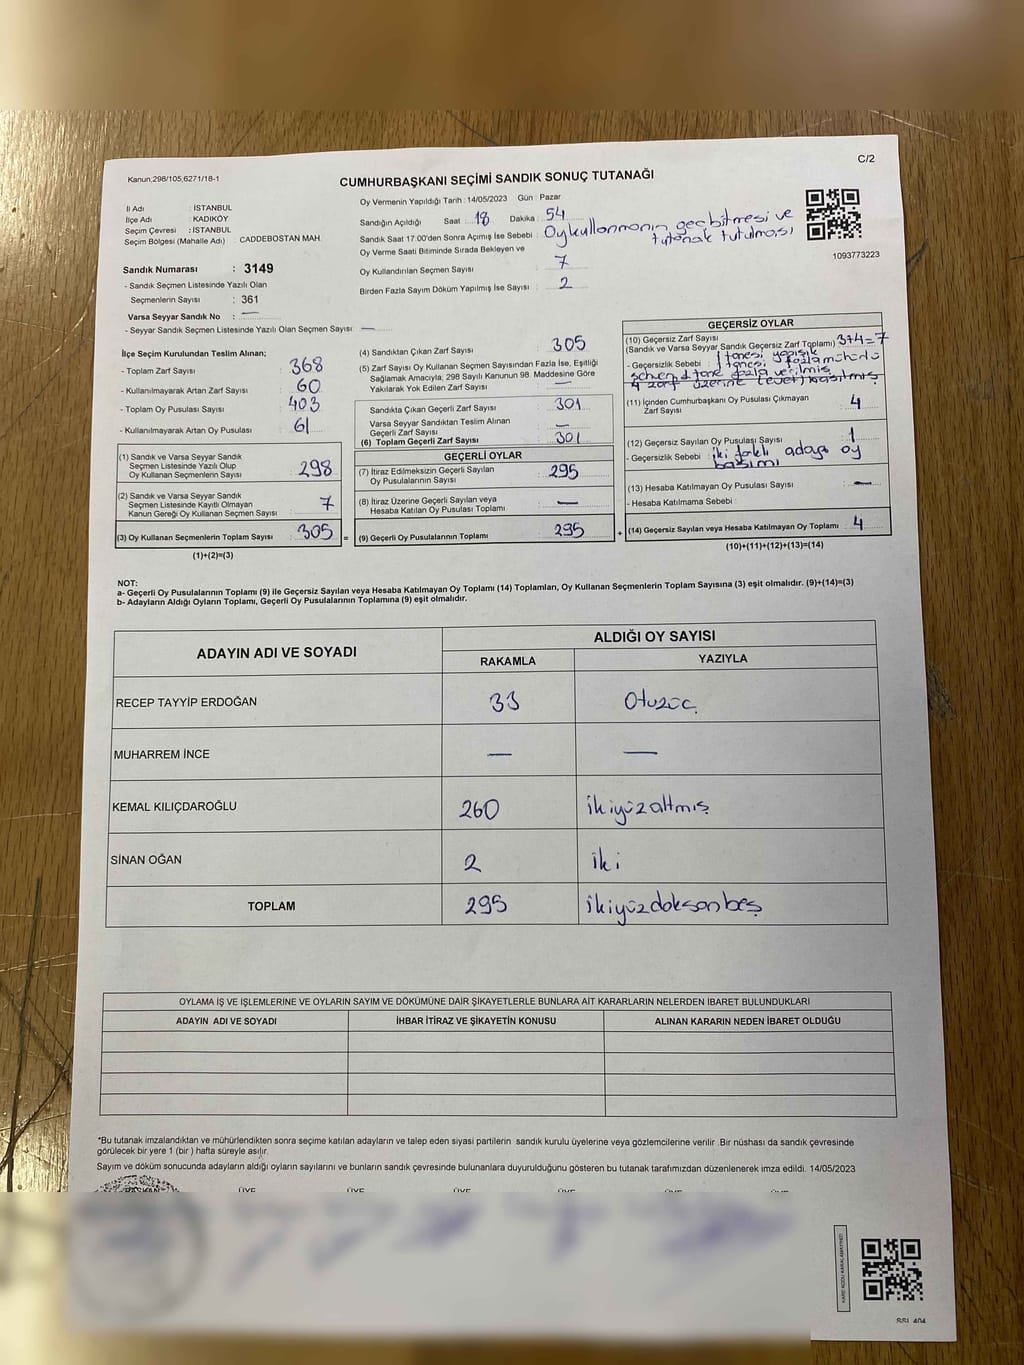 C/2
Kanun;298/105;6271/18-1
CUMHURBAŞKANI SEÇİMİ SANDIK SONUÇ TUTANAĞI
İl Adı : İSTANBUL
İlçe Adı : KADIKÖY
Seçim Çevresi : İSTANBUL
Seçim Bölgesi (Mahalle Adı) CADDEBOSTAN MAH.
Sandık Numarası : 3149
- Sandık Seçmen Listesinde Yazılı Olan
Seçmenlerin Sayısı : 361
Varsa Seyyar Sandık No : —
- Seyyar Sandık Seçmen Listesinde Yazılı Olan Seçmen Sayısı : —
Oy Vermenin Yapıldığı Tarih : 14/05/2023 Gün : Pazar
Sandığın Açıldığı Saat : 18 Dakika : 54
Sandık Saat 17:00'den Sonra Açımış İse Sebebi : Oykullanmanın geç bitmesi ve
tutanak tutulması
Oy Verme Saati Bitiminde Sırada Bekleyen ve
Oy Kullandırılan Seçmen Sayısı : 7
Birden Fazla Sayım Döküm Yapılmış İse Sayısı : 2
1093773223
İlçe Seçim Kurulundan Teslim Alınan;
- Toplam Zarf Sayısı : 368
- Kullanılmayarak Artan Zarf Sayısı : 60
- Toplam Oy Pusulası Sayısı : 403
- Kullanılmayarak Artan Oy Pusulası : 61
(1) Sandık ve Varsa Seyyar Sandık
Seçmen Listesinde Yazılı Olup
Oy Kullanan Seçmenlerin Sayısı : 298
(2) Sandık ve Varsa Seyyar Sandık
Seçmen Listesinde Kayıtlı Olmayan
Kanun Gereği Oy Kullanan Seçmen Sayısı : 7
(3) Oy Kullanan Seçmenlerin Toplam Sayısı : 305 =
(1)+(2)=(3)
(4) Sandıktan Çıkan Zarf Sayısı : 305
(5) Zarf Sayısı Oy Kullanan Seçmen Sayısından Fazla İse, Eşitliği
Sağlamak Amacıyla; 298 Sayılı Kanunun 98. Maddesine Göre
Yakılarak Yok Edilen Zarf Sayısı : —
Sandıkta Çıkan Geçerli Zarf Sayısı : 301
Varsa Seyyar Sandıktan Teslim Alınan
Geçerli Zarf Sayısı : —
(6) Toplam Geçerli Zarf Sayısı : 301
GEÇERLİ OYLAR
(7) İtiraz Edilmeksizin Geçerli Sayılan
Oy Pusulasının Sayısı : 295
(8) İtiraz Üzerine Geçerli Sayılan veya
Hesaba Katılan Oy Pusulası Toplamı : —
(9) Geçerli Oy Pusulalarının Toplamı : 295 +
GEÇERSİZ OYLAR
(10) Geçersiz Zarf Sayısı
(Sandık ve Varsa Seyyar Sandık Geçersiz Zarf Toplamı) 3+4=7
- Geçersizlik Sebebi : 1 tanesi yapışık
1 tanesi fazla mühürlü
fazla verilmiş
4 zarf üzerine (evet) basılmış
(11) İçinden Cumhurbaşkanı Oy Pusulası Çıkmayan
Zarf Sayısı : 4
(12) Geçersiz Sayılan Oy Pusulası Sayısı : 1
- Geçersizlik Sebebi : iki farklı adaya oy
basımı
(13) Hesaba Katılmayan Oy Pusulası Sayısı : —
- Hesaba Katılmama Sebebi :
(14) Geçersiz Sayılan veya Hesaba Katılmayan Oy Toplamı : 4
(10)+(11)+(12)+(13)=(14)
NOT:
a- Geçerli Oy Pusulalarının Toplamı (9) ile Geçersiz Sayılan veya Hesaba Katılmayan Oy Toplamı (14) Toplamları, Oy Kullanan Seçmenlerin Toplam Sayısına (3) eşit olmalıdır. (9)+(14)=(3)
b- Adayların Aldığı Oyların Toplamı, Geçerli Oy Pusulalarının Toplamına (9) eşit olmalıdır.
ADAYIN ADI VE SOYADI
ALDIĞI OY SAYISI
RAKAMLA YAZIYLA
RECEP TAYYİP ERDOĞAN 33 Otuzüç
MUHARREM İNCE — —
KEMAL KILIÇDAROĞLU 260 ikiyüzaltmış
SİNAN OĞAN 2 iki
TOPLAM 295 ikiyüzdoksanbeş
OYLAMA İŞ VE İŞLEMLERİNE VE OYLARIN SAYIM VE DÖKÜMÜNE DAİR ŞİKAYETLERLE BUNLARA AİT KARARLARIN NELERDEN İBARET BULUNDUKLARI
ADAYIN ADI VE SOYADI İHBAR İTİRAZ VE ŞİKAYETİN KONUSU ALINAN KARARIN NEDEN İBARET OLDUĞU
*Bu tutanak imzalandıktan ve mühürlendikten sonra seçime katılan adayların ve talep eden siyasi partilerin sandık kurulu üyelerine veya gözlemcilerine verilir .Bir nüshası da sandık çevresinde
görülecek bir yere 1 (bir ) hafta süreyle asılır.
Sayım ve döküm sonucunda adayların aldığı oyların sayılarını ve bunların sandık çevresinde bulunanlara duyurulduğunu gösteren bu tutanak tarafımızdan düzenlenerek imza edildi. 14/05/2023
BAŞKAN ÜYE ÜYE ÜYE ÜYE ÜYE ÜYE